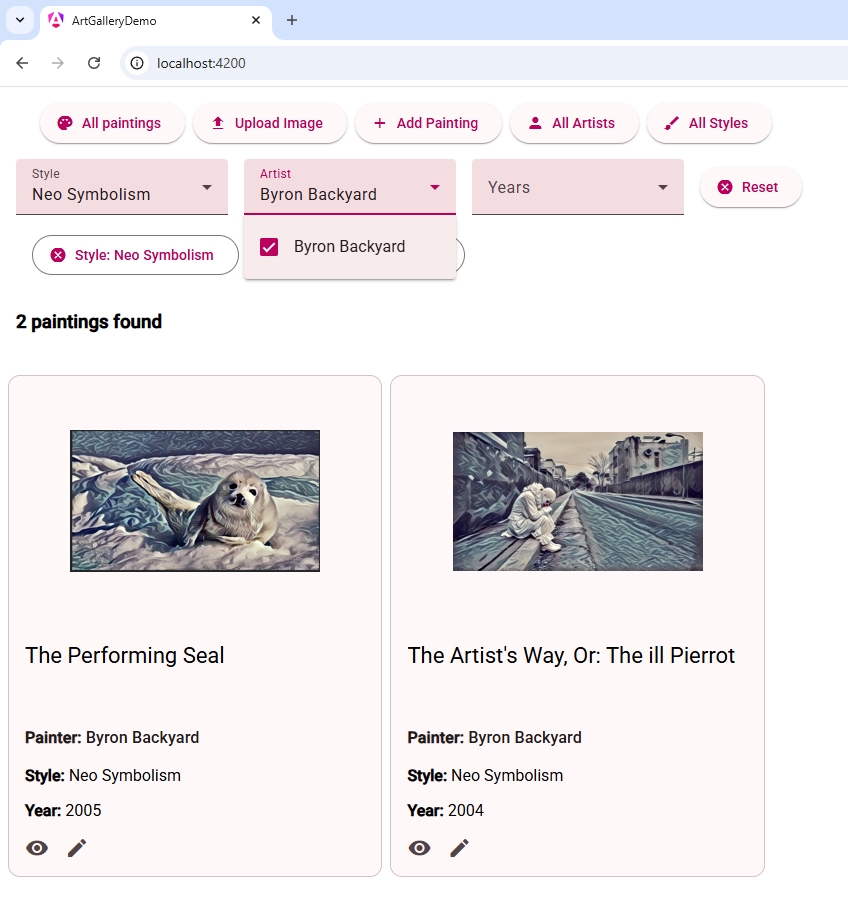 ArtGalleryDemo
localhost:4200
All paintings Upload Image Add Painting All Artists All Styles
Style Artist
Neo Symbolism Byron Backyard Years Reset
Style: Neo Symbolism Byron Backyard
2 paintings found
The Performing Seal The Artist's Way, Or: The ill Pierrot
Painter: Byron Backyard Painter: Byron Backyard
Style: Neo Symbolism Style: Neo Symbolism
Year: 2005 Year: 2004